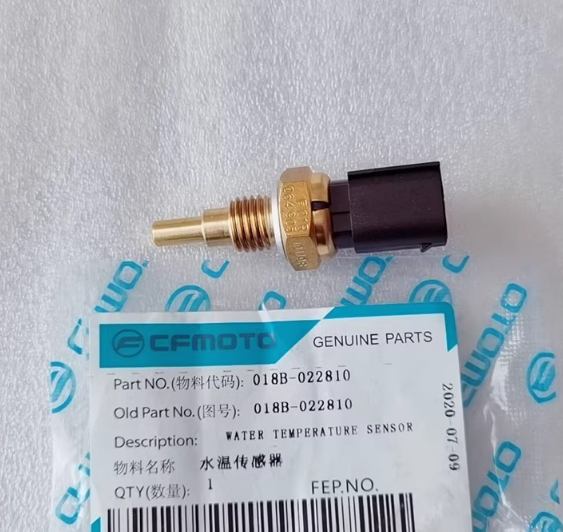 CFMOTO GENUINE PARTS
Part NO.(物料代码): 018B-022810
Old Part No.(图号): 018B-022810
Description: WATER TEMPERATURE SENSOR
物料名称 水温传感器
QTY(数量): 1 FEP.NO.
2020-07-09